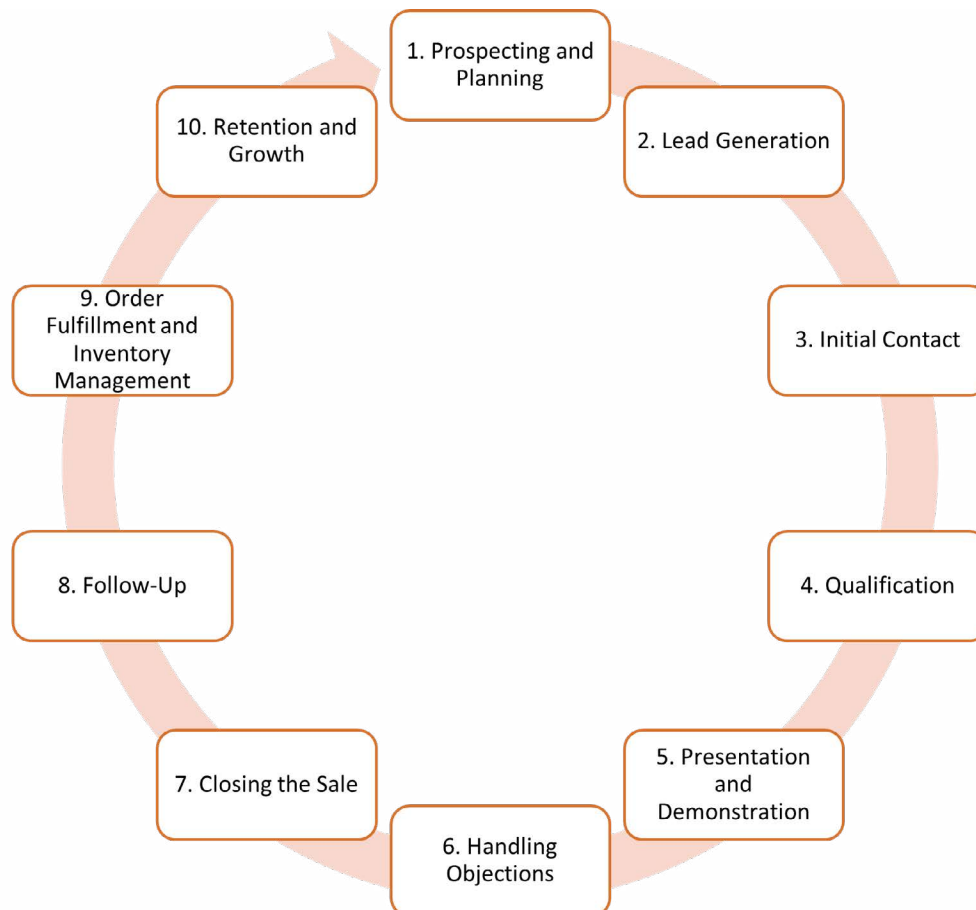 1. Prospecting and
Planning
2. Lead Generation
3. Initial Contact
4. Qualification
5. Presentation
and
Demonstration
6. Handling
Objections
7. Closing the Sale
8. Follow-Up
9. Order
Fulfillment and
Inventory
Management
10. Retention and
Growth